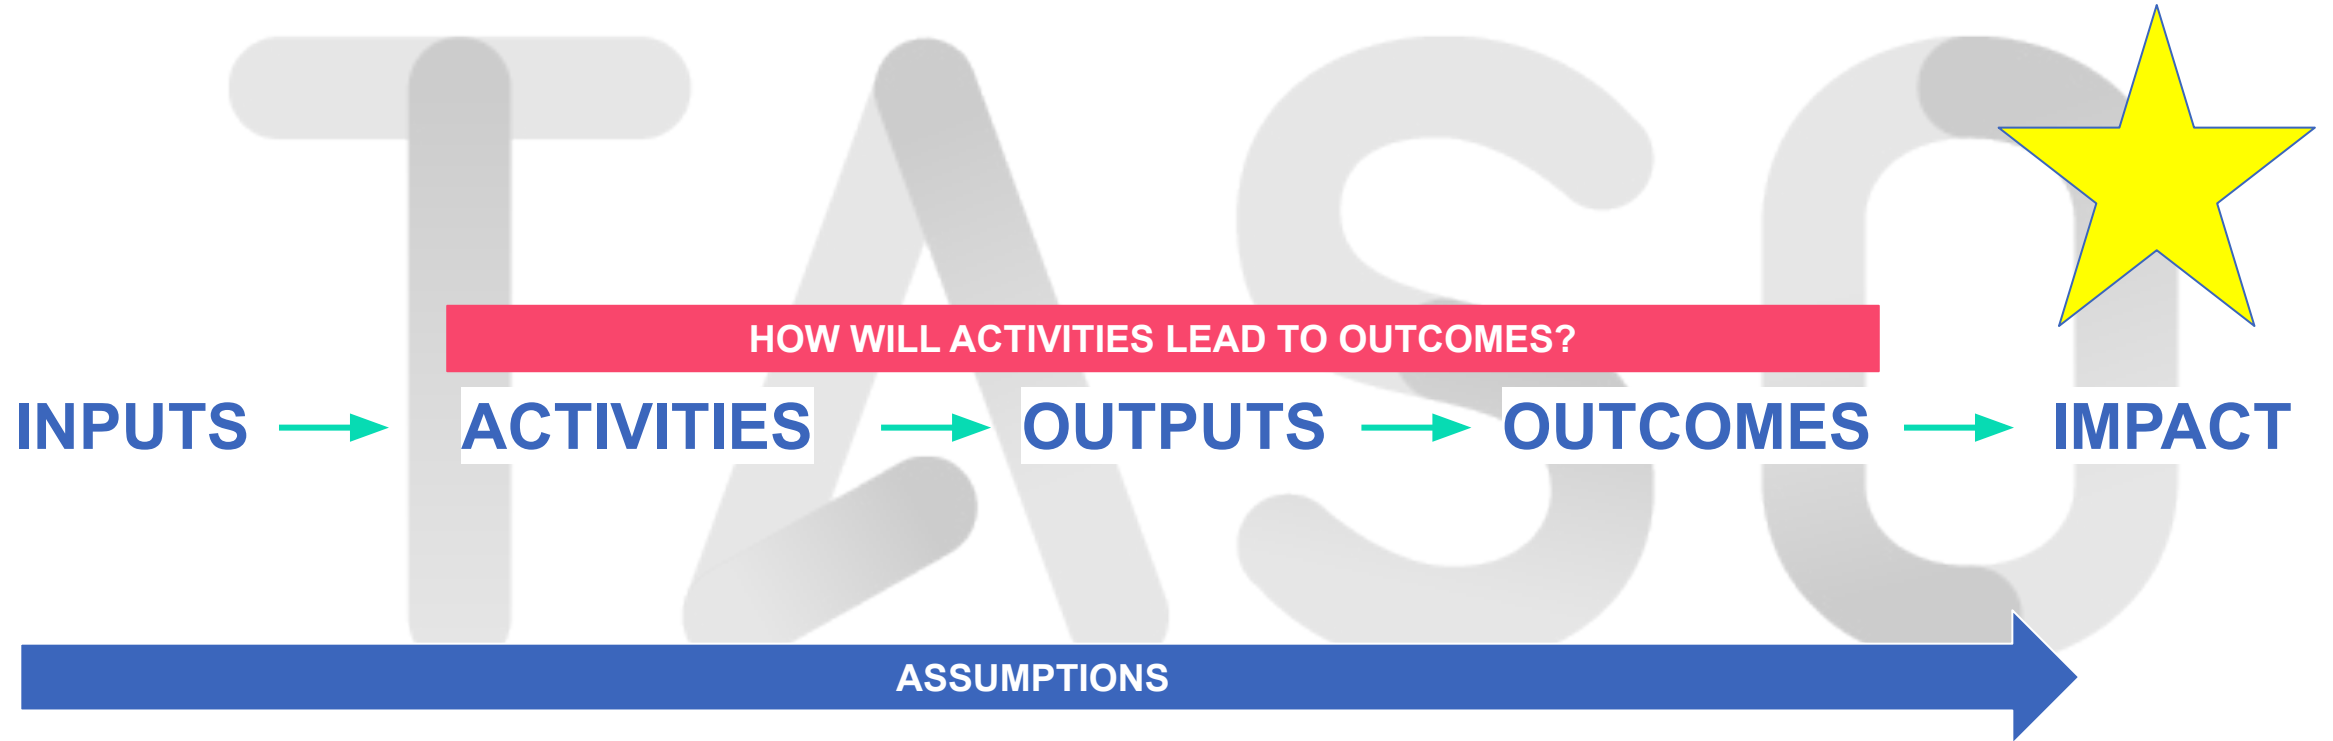 TASO
HOW WILL ACTIVITIES LEAD TO OUTCOMES?
INPUTS ACTIVITIES OUTPUTS OUTCOMES IMPACT
ASSUMPTIONS